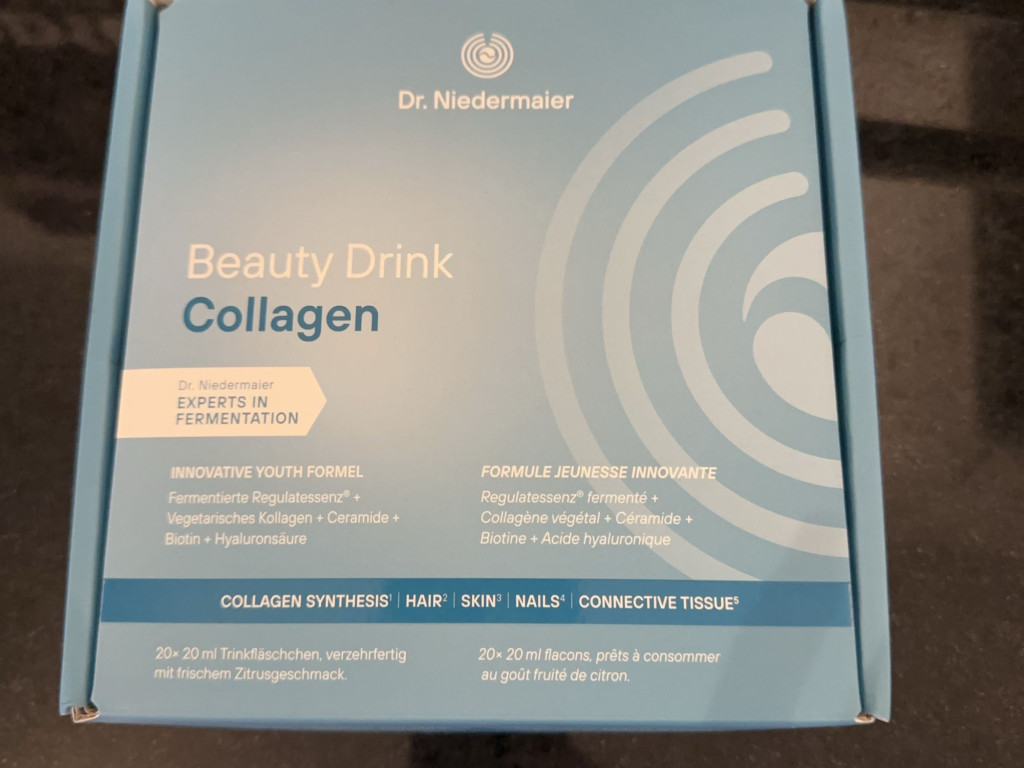 Dr. Niedermaier
Beauty Drink
Collagen
Dr. Niedermaier
EXPERTS IN
FERMENTATION
INNOVATIVE YOUTH FORMEL
Fermentierte Regulatessenz® +
Vegetarisches Kollagen + Ceramide +
Biotin + Hyaluronsäure
FORMULE JEUNESSE INNOVANTE
Regulatessenz® fermenté +
Collagène végétal + Céramide +
Biotine + Acide hyaluronique
COLLAGEN SYNTHESIS¹ | HAIR² | SKIN³ | NAILS⁴ | CONNECTIVE TISSUE⁵
20× 20 ml Trinkfläschchen, verzehrfertig
mit frischem Zitrusgeschmack.
20× 20 ml flacons, prêts à consommer
au goût fruité de citron.